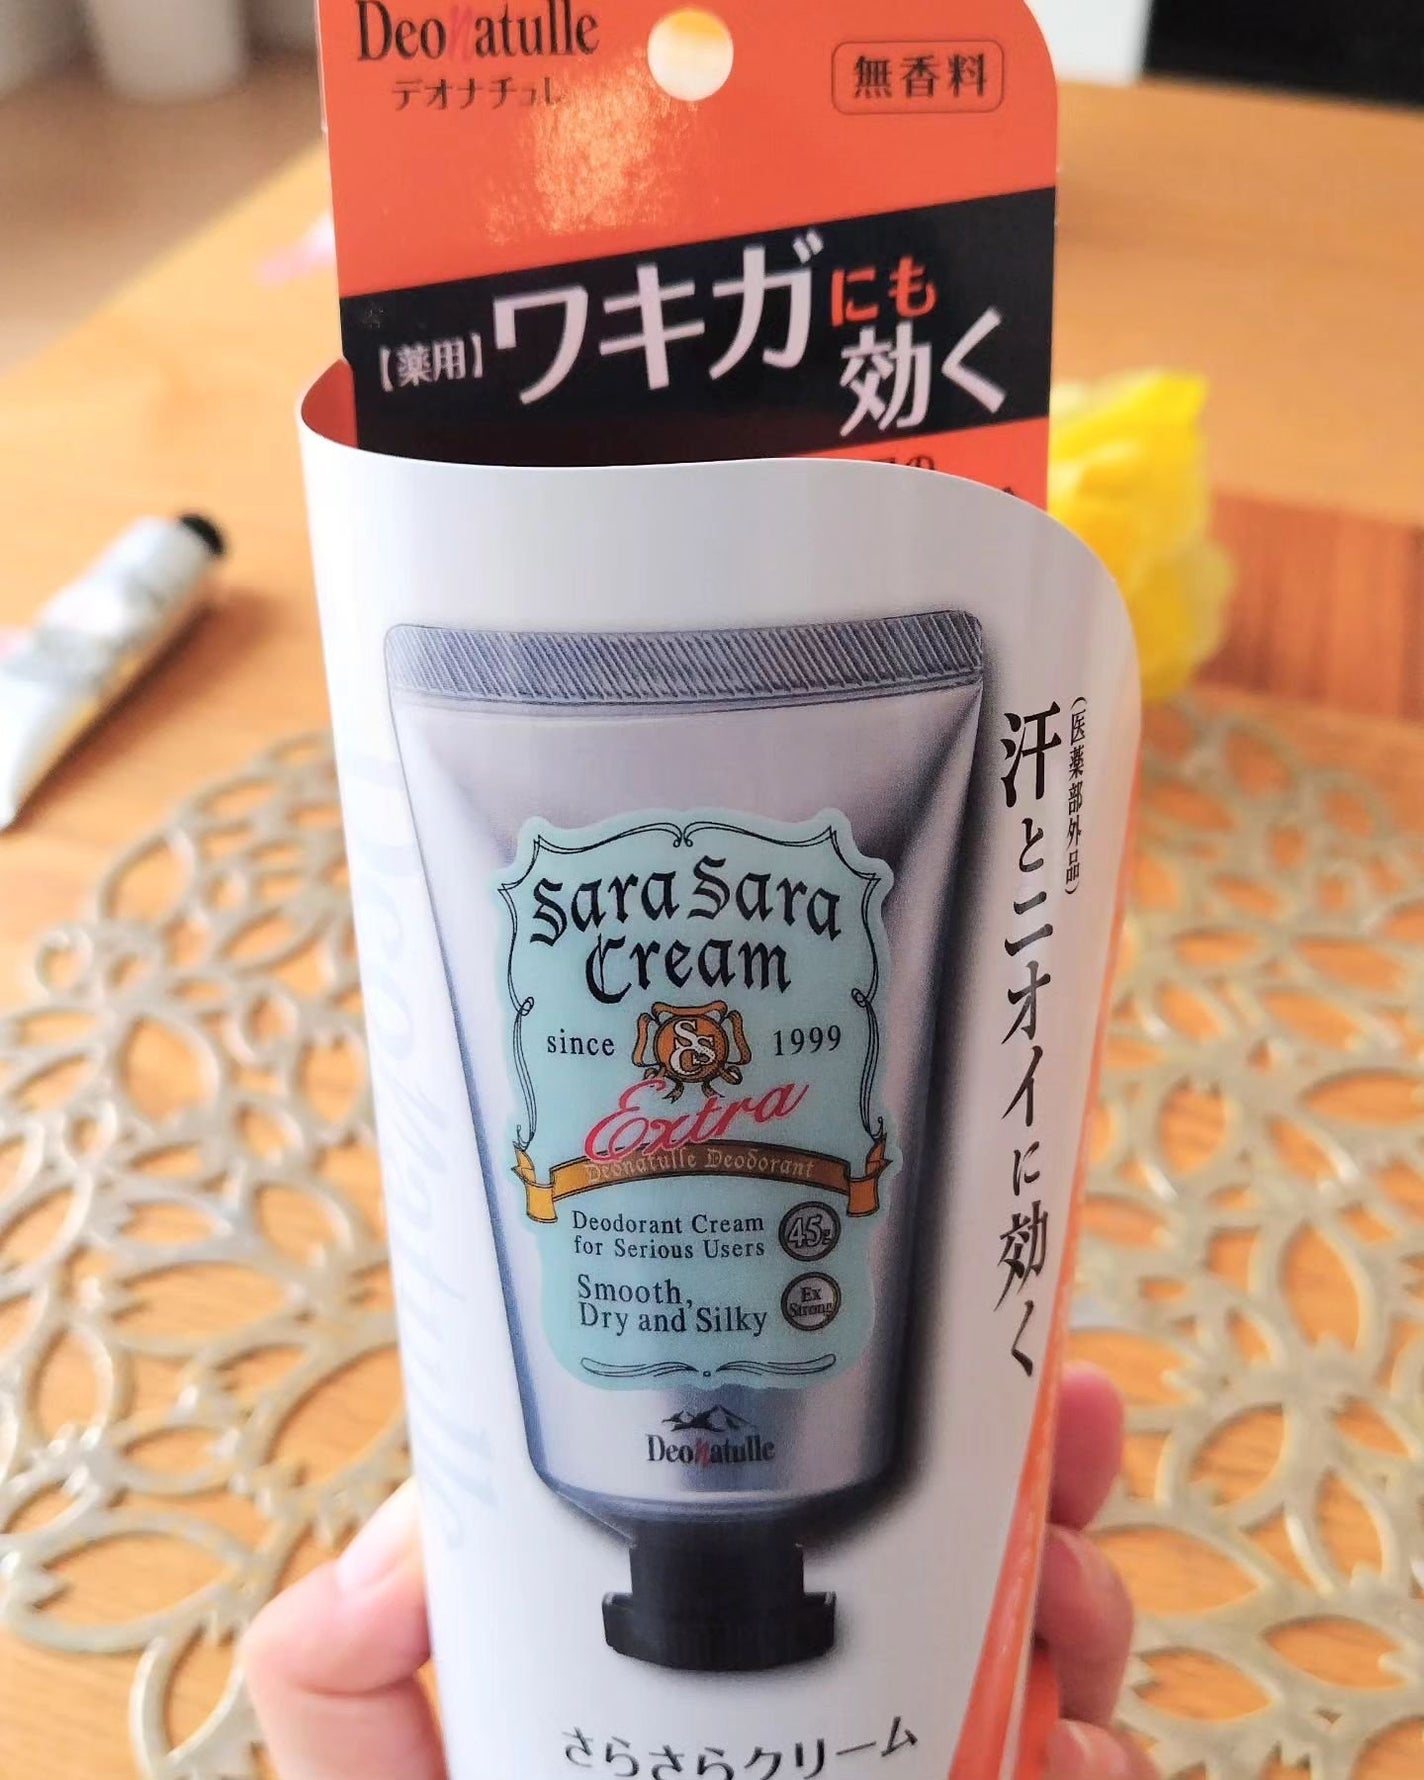 Deonatulle
デオナチュレ
無香料
【薬用】ワキガにも効く
(医薬部外品)
汗とニオイに効く
Sara Sara
Cream
since 1999
SC
Extra
Deonatulle Deodorant
Deodorant Cream
for Serious Users
45g
Smooth,
Dry and Silky
Ex
Strong
Deonatulle
さらさらクリーム